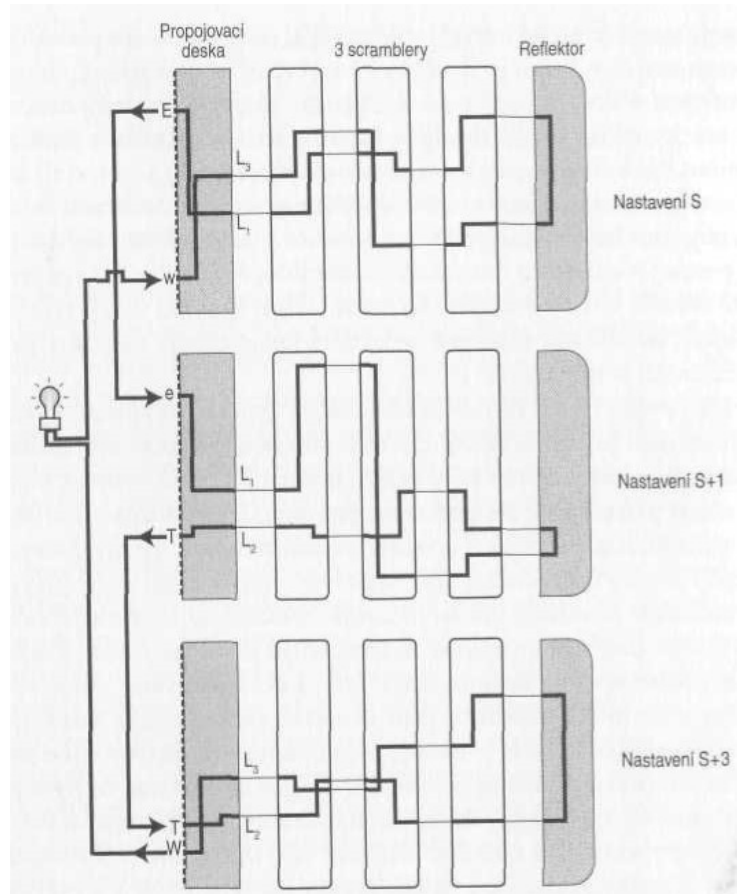 Propojovací deska
3 scramblery
Reflektor
E
L₃
L₁
w
Nastavení S
e
L₁
T
L₂
Nastavení S+1
L₃
T
L₂
W
Nastavení S+3